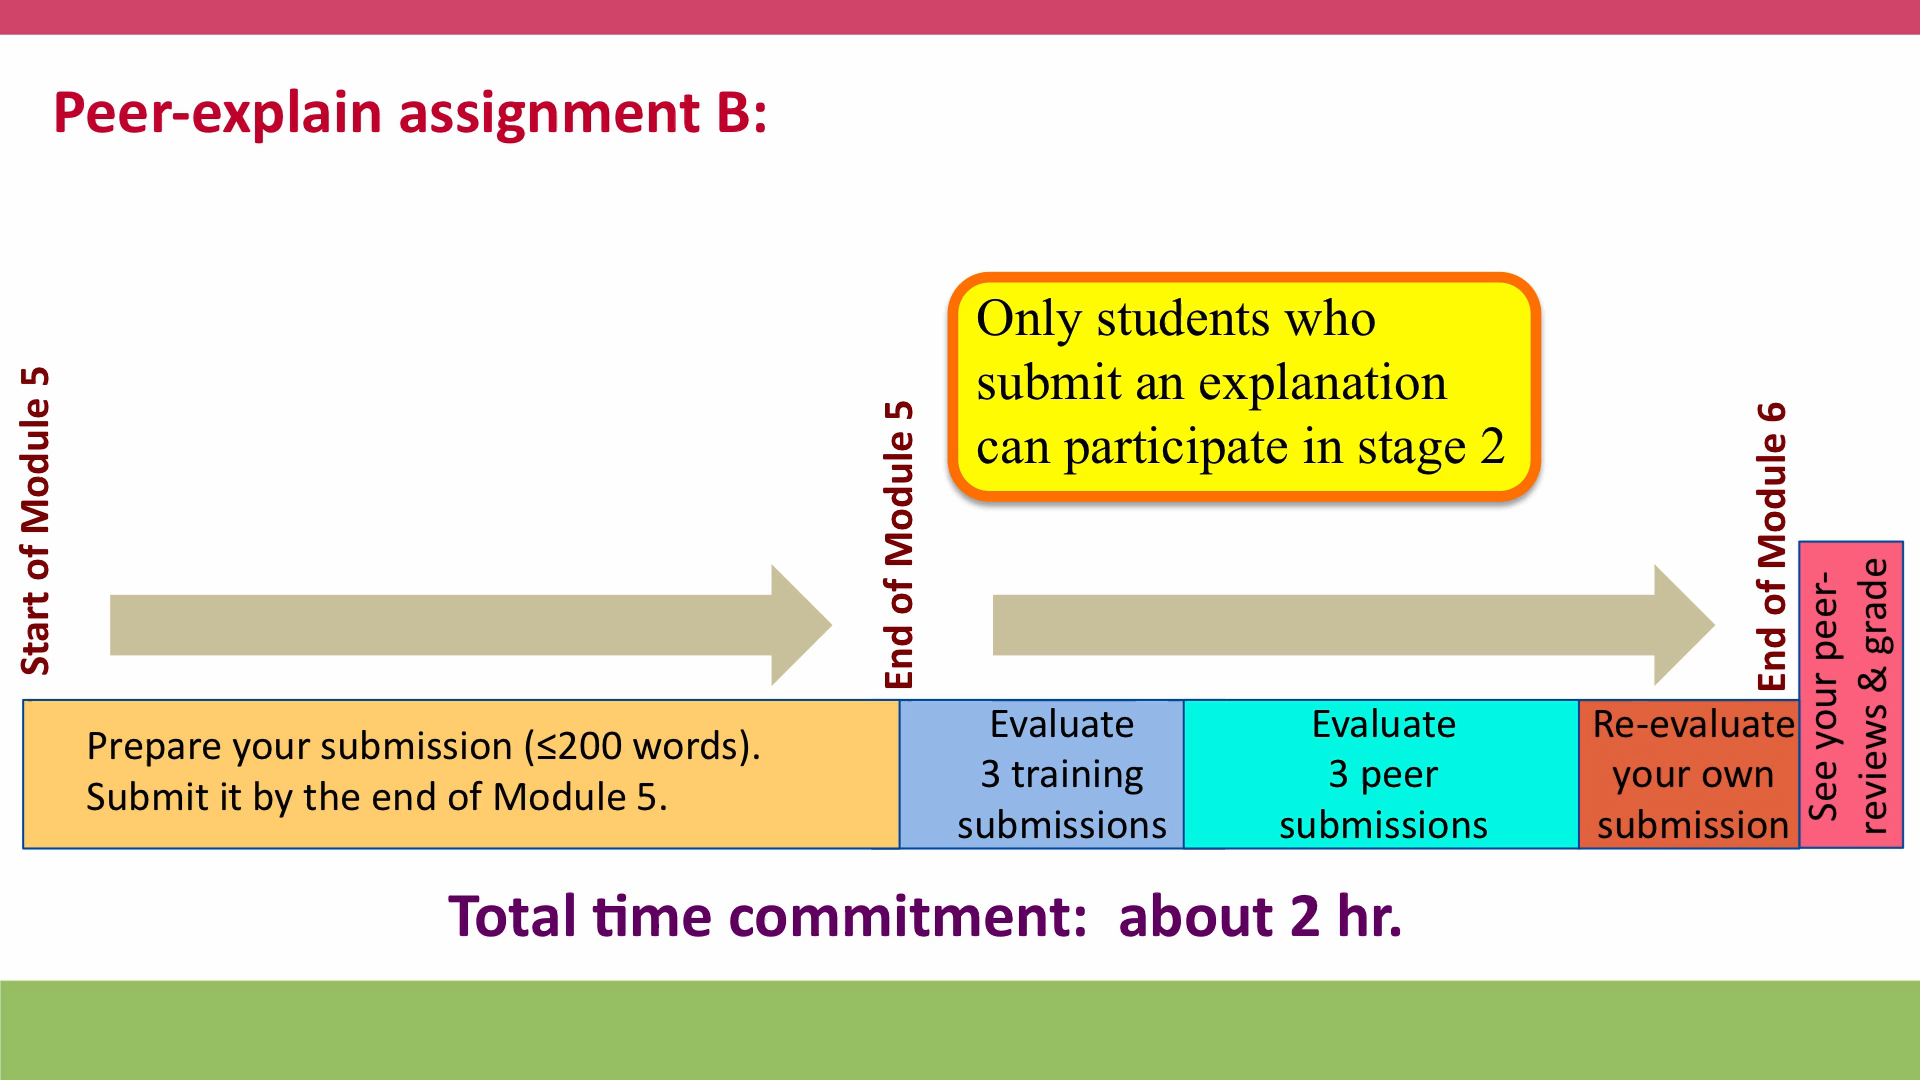 Peer-explain assignment B:
Only students who
submit an explanation
can participate in stage 2
Start of Module 5
End of Module 5
End of Module 6
Prepare your submission (≤200 words).
Submit it by the end of Module 5.
Evaluate
3 training
submissions
Evaluate
3 peer
submissions
Re-evaluate
your own
submission
See your peer-
reviews & grade
Total time commitment:  about 2 hr.